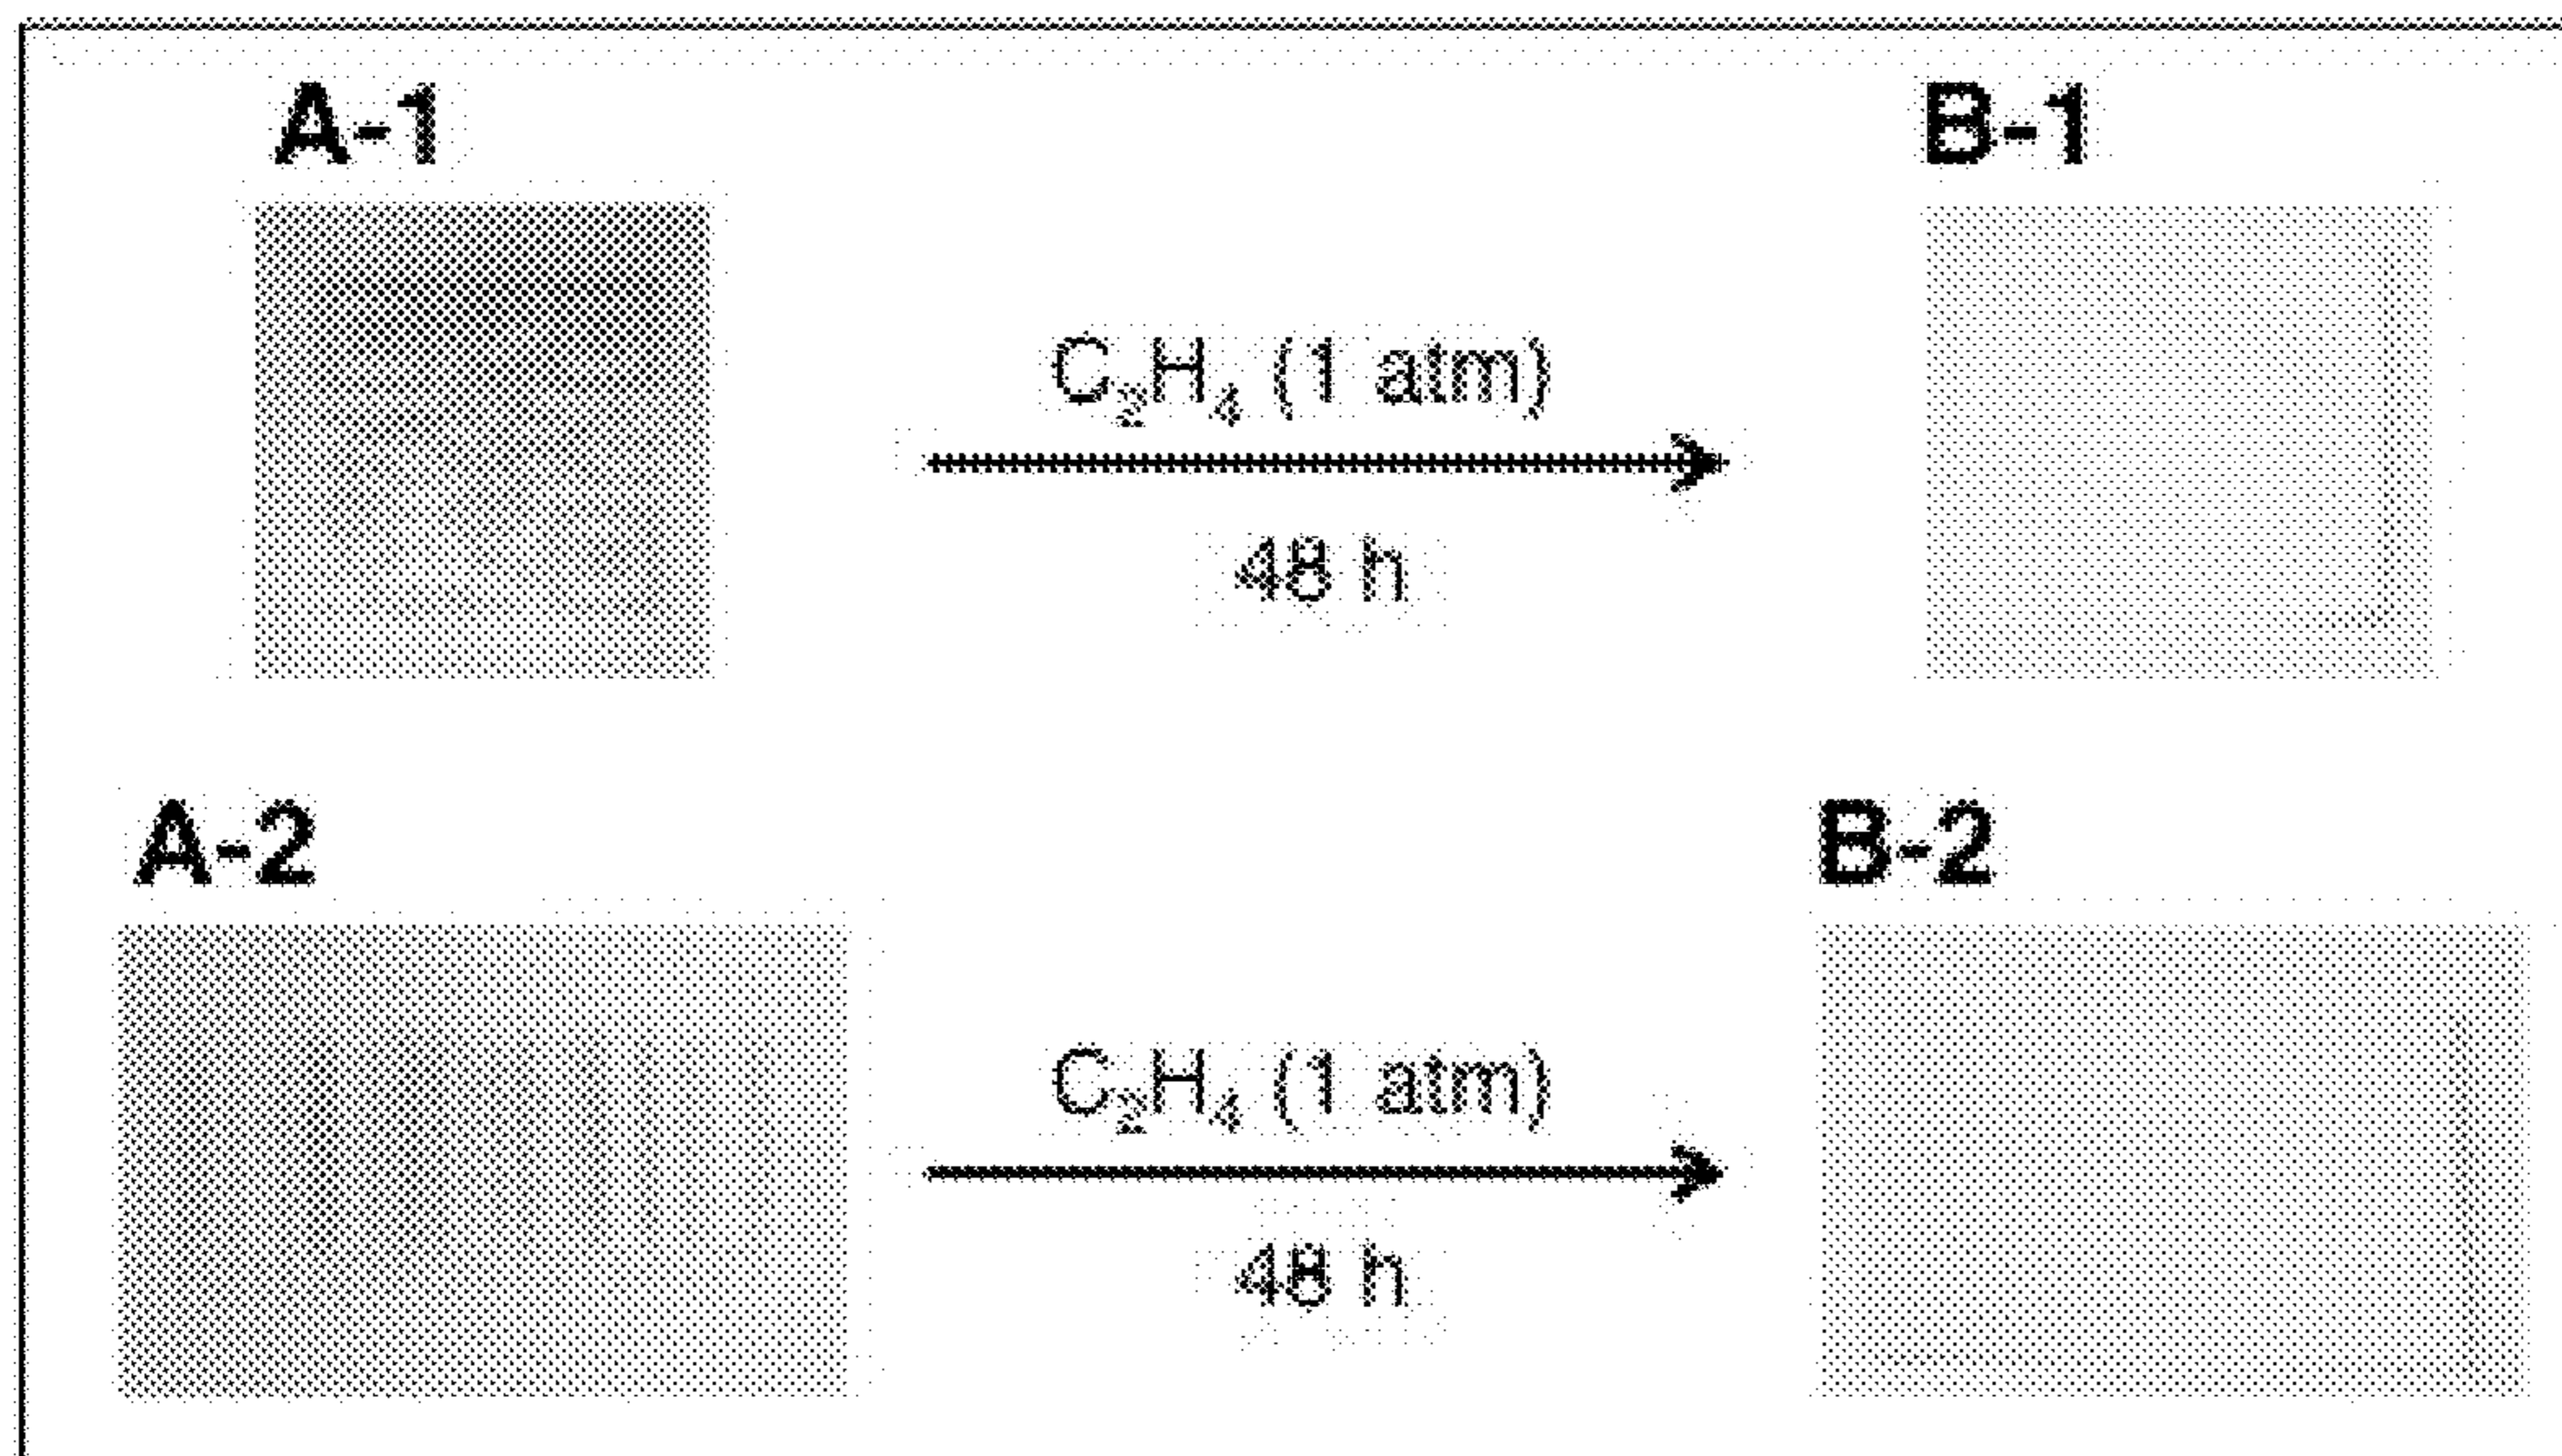 A-1
B-1
C₂H₄ (1 atm)
48 h
A-2
B-2
C₂H₄ (1 atm)
48 h